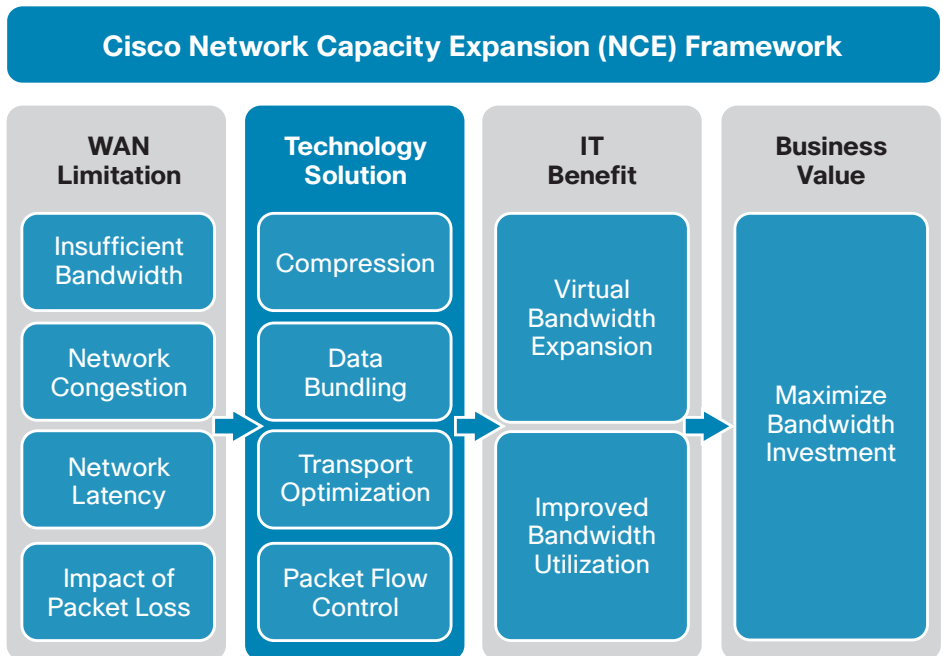 Cisco Network Capacity Expansion (NCE) Framework
WAN
Limitation
Insufficient
Bandwidth
Network
Congestion
Network
Latency
Impact of
Packet Loss
Technology
Solution
Compression
Data
Bundling
Transport
Optimization
Packet Flow
Control
IT
Benefit
Virtual
Bandwidth
Expansion
Improved
Bandwidth
Utilization
Business
Value
Maximize
Bandwidth
Investment